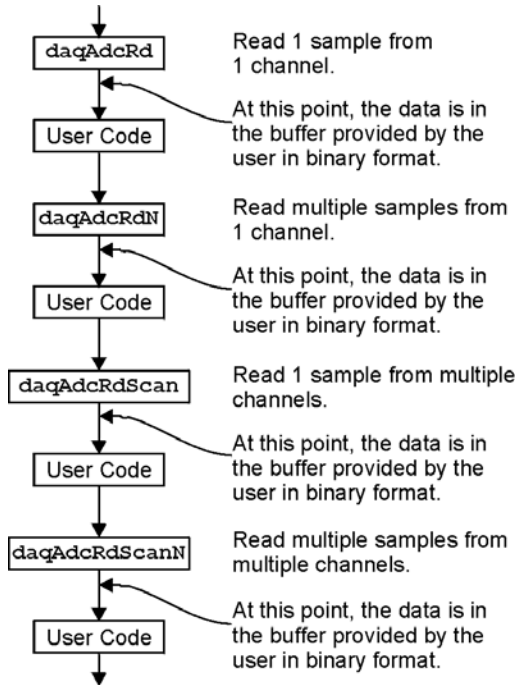 daqAdcRd
Read 1 sample from
1 channel.
At this point, the data is in
the buffer provided by the
user in binary format.
User Code
daqAdcRdN
Read multiple samples from
1 channel.
At this point, the data is in
the buffer provided by the
user in binary format.
User Code
daqAdcRdScan
Read 1 sample from multiple
channels.
At this point, the data is in
the buffer provided by the
user in binary format.
User Code
daqAdcRdScanN
Read multiple samples from
multiple channels.
At this point, the data is in
the buffer provided by the
user in binary format.
User Code